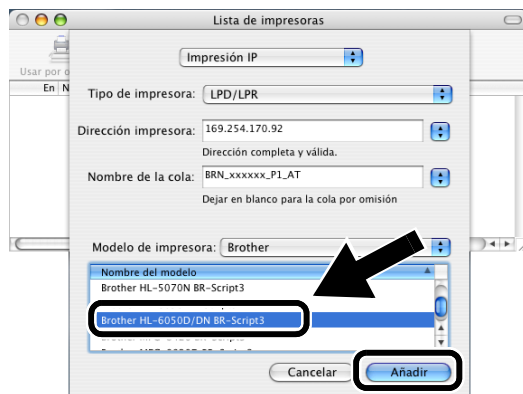 Lista de impresoras
Impresión IP
Usar por o
En N
Tipo de impresora: LPD/LPR
Dirección impresora: 169.254.170.92
Dirección completa y válida.
Nombre de la cola: BRN_xxxxxx_P1_AT
Dejar en blanco para la cola por omisión
Modelo de impresora: Brother
Nombre del modelo
Brother HL-5070N BR-Script3
Brother HL-6050D/DN BR-Script3
Cancelar Añadir